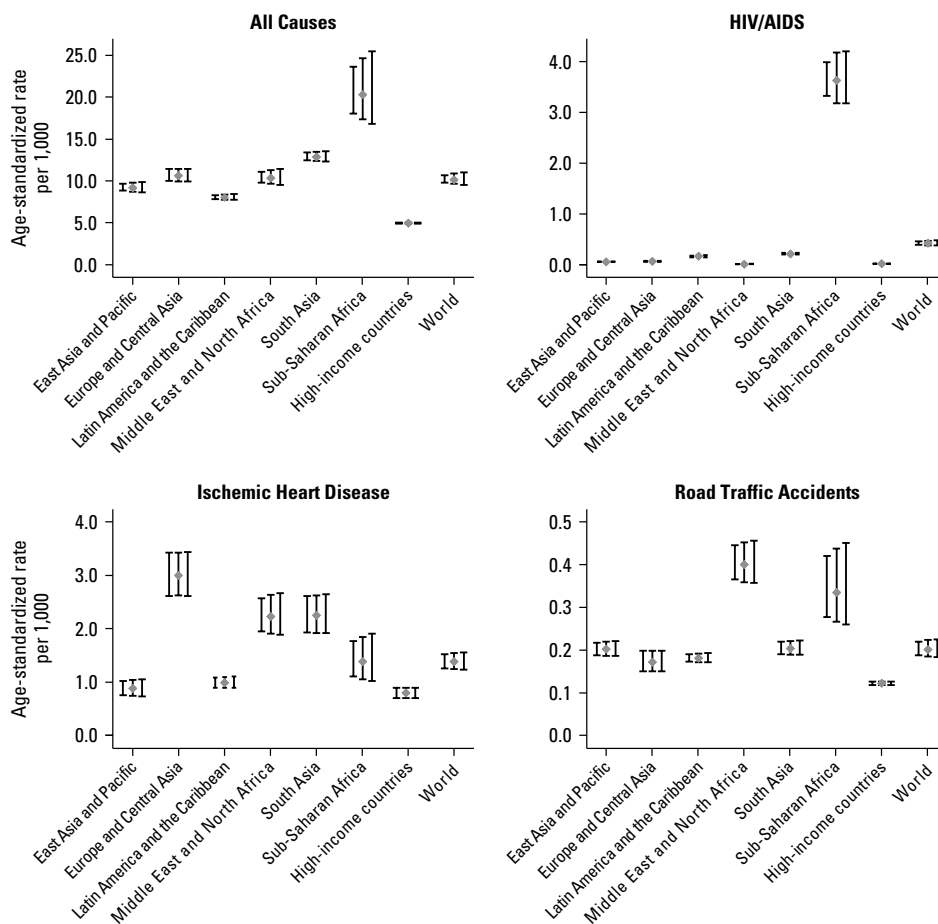 All Causes
Age-standardized rate
per 1,000
25.0
20.0
15.0
10.0
5.0
0.0
East Asia and Pacific
Europe and Central Asia
Latin America and the Caribbean
Middle East and North Africa
South Asia
Sub-Saharan Africa
High-income countries
World
HIV/AIDS
4.0
3.0
2.0
1.0
0.0
East Asia and Pacific
Europe and Central Asia
Latin America and the Caribbean
Middle East and North Africa
South Asia
Sub-Saharan Africa
High-income countries
World
Ischemic Heart Disease
Age-standardized rate
per 1,000
4.0
3.0
2.0
1.0
0.0
East Asia and Pacific
Europe and Central Asia
Latin America and the Caribbean
Middle East and North Africa
South Asia
Sub-Saharan Africa
High-income countries
World
Road Traffic Accidents
0.5
0.4
0.3
0.2
0.1
0.0
East Asia and Pacific
Europe and Central Asia
Latin America and the Caribbean
Middle East and North Africa
South Asia
Sub-Saharan Africa
High-income countries
World